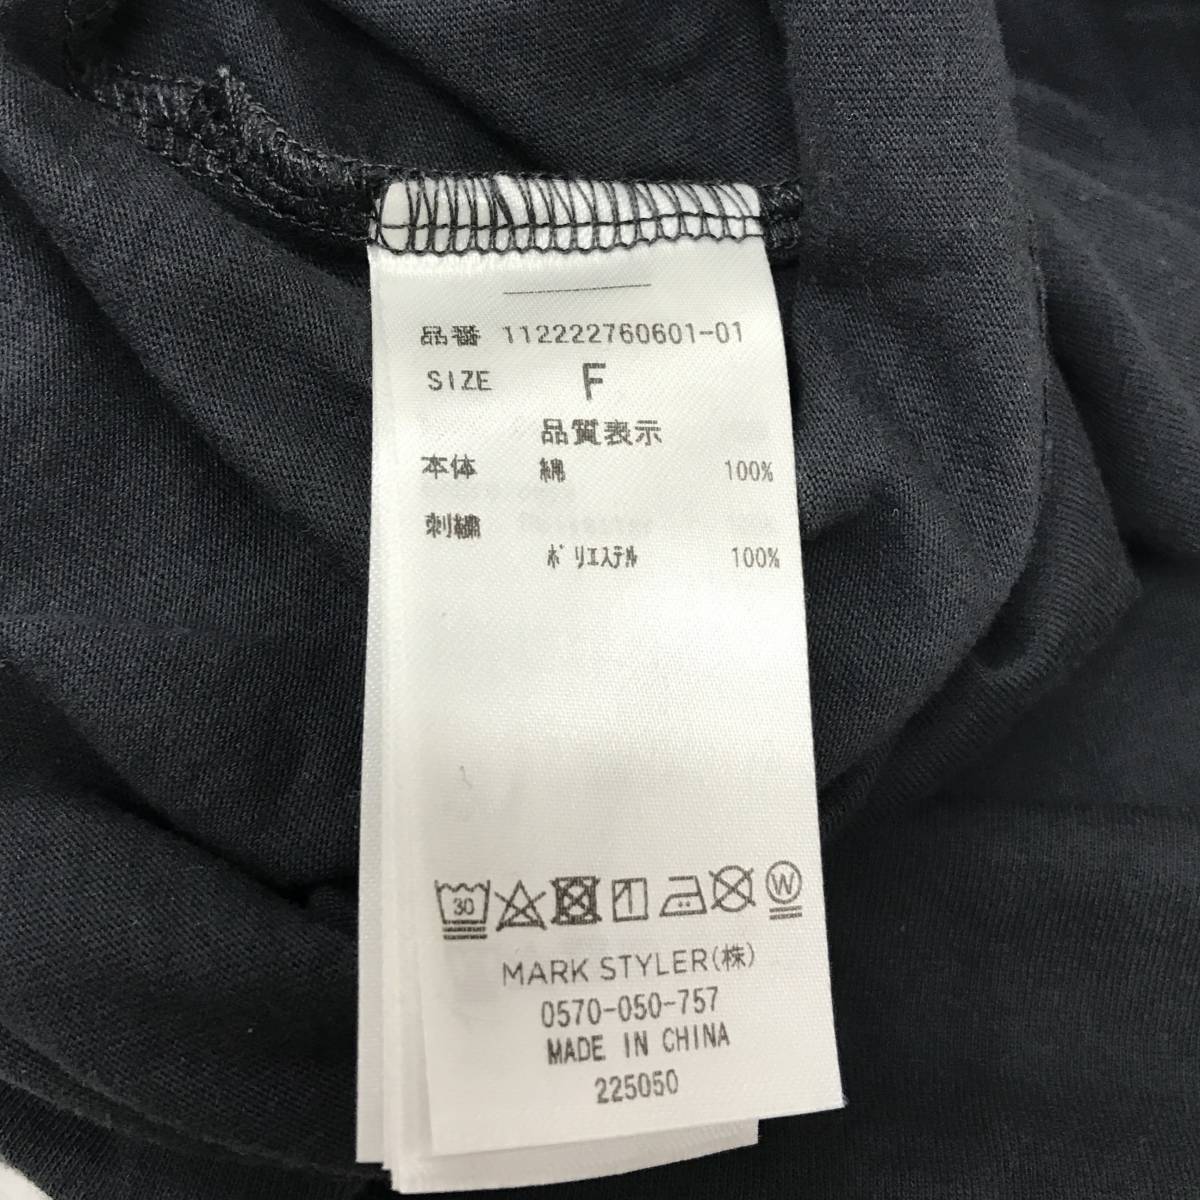 品番 112222760601-01
SIZE F
品質表示
本体 綿 100%
刺繍
ポリエステル 100%
30 W
MARK STYLER(株)
0570-050-757
MADE IN CHINA
225050